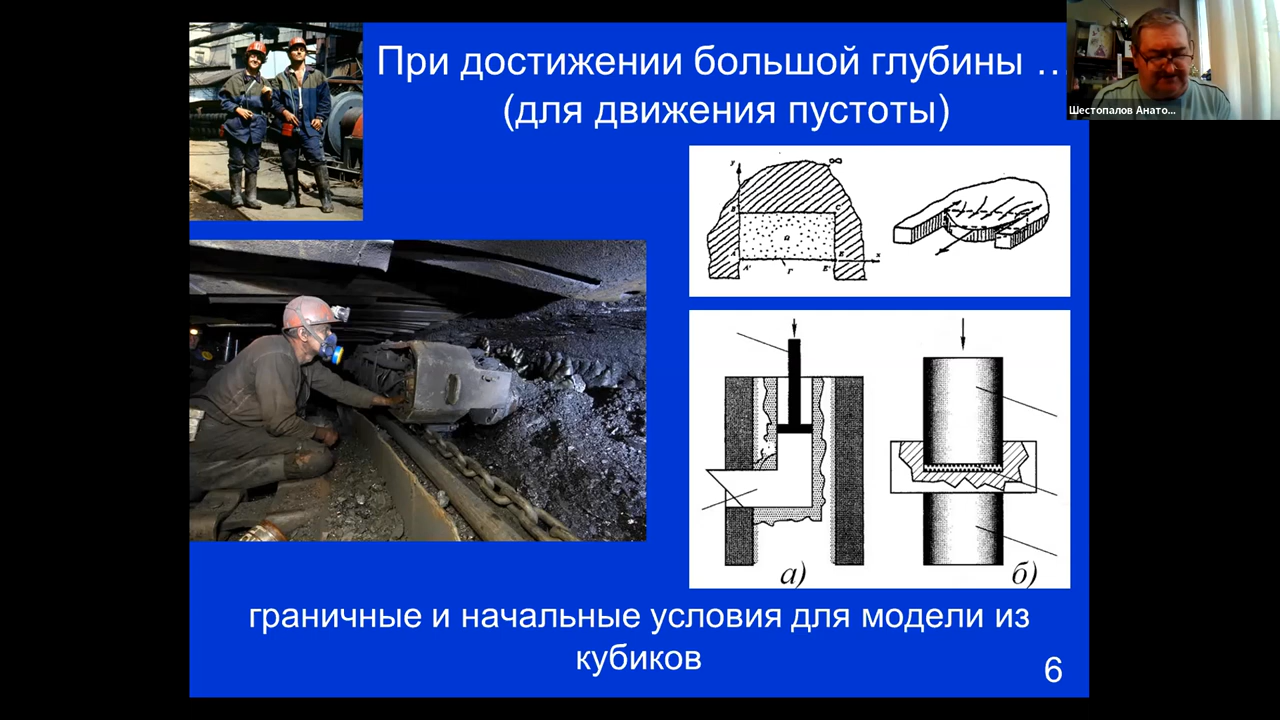 При достижении большой глубины …
(для движения пустоты)
Шестопалов Анато...
y
∞
B
C
Ω
A
E
x
A'
Г
E'
а)
б)
граничные и начальные условия для модели из
кубиков
6